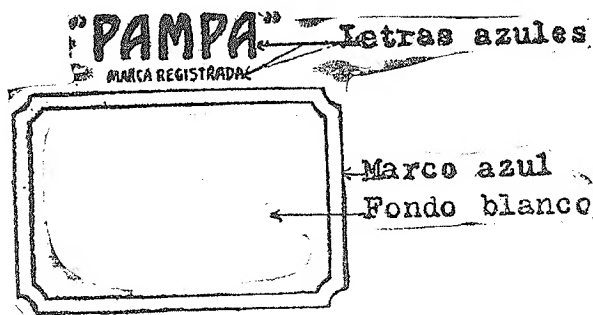 "PAMPA" Letras azules
MARCA REGISTRADA
Marco azul
Fondo blanco